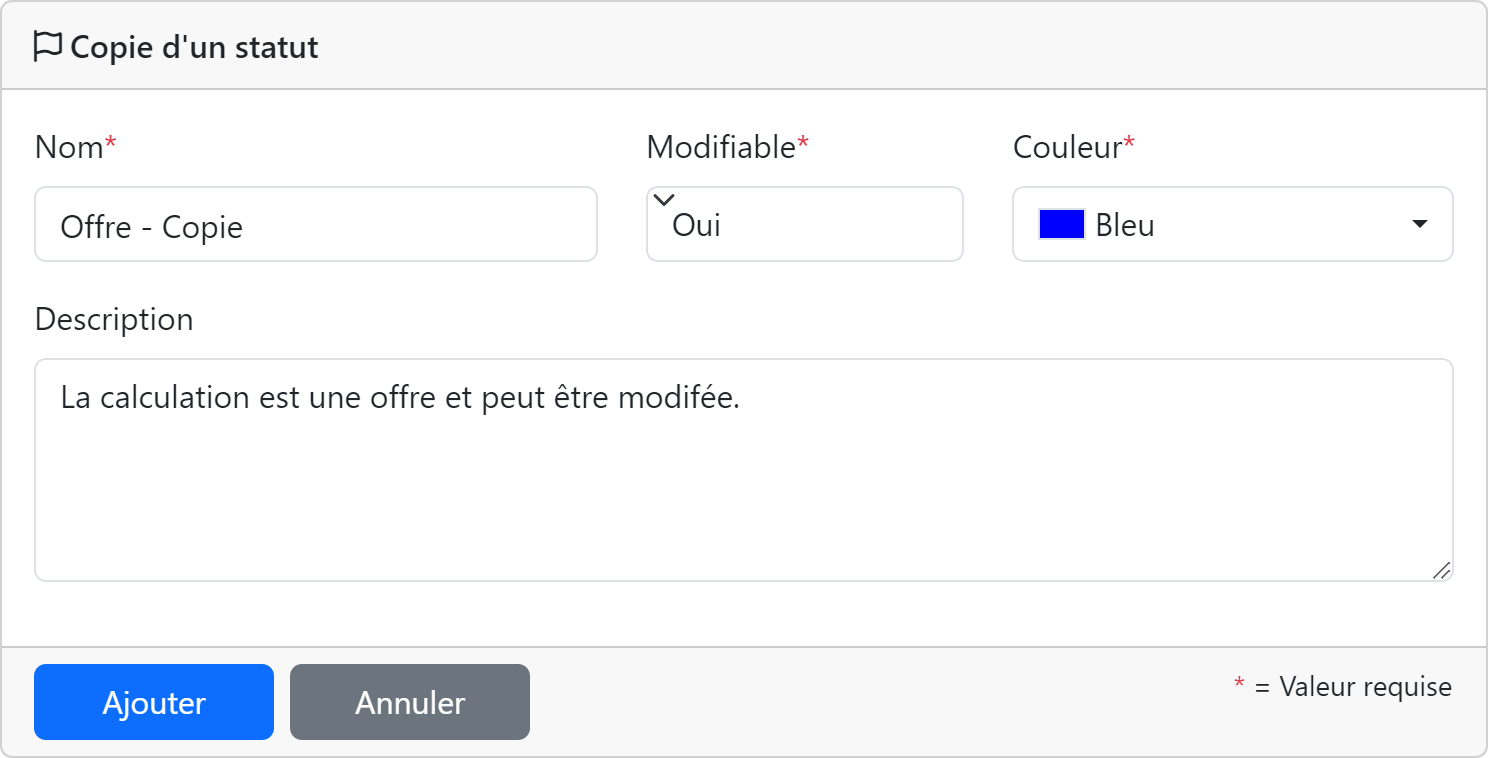 Copie d'un statut
Nom* Modifiable* Couleur*
Offre - Copie Oui Bleu
Description
La calculation est une offre et peut être modifée.
Ajouter Annuler * = Valeur requise